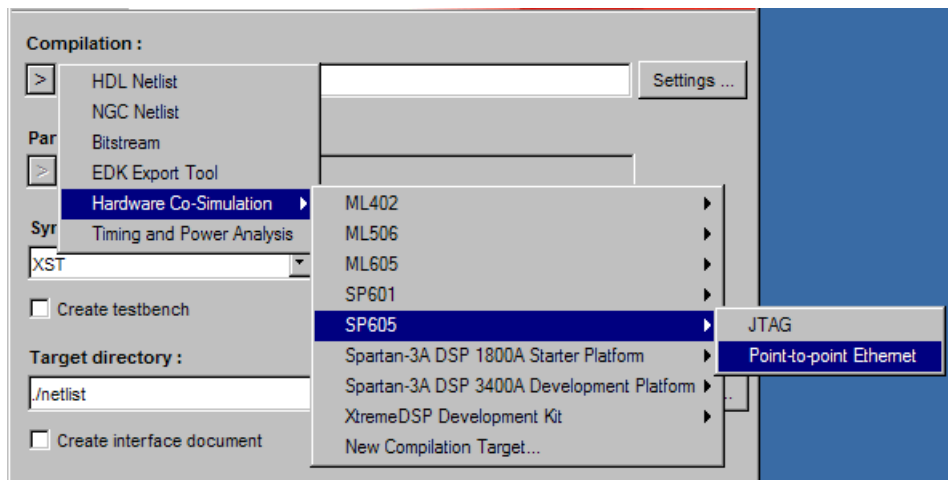 Compilation :
>
HDL Netlist
Settings ...
NGC Netlist
Par
Bitstream
>
EDK Export Tool
Hardware Co-Simulation
ML402
Syr
Timing and Power Analysis
ML506
XST
ML605
SP601
Create testbench
SP605
JTAG
Target directory :
Spartan-3A DSP 1800A Starter Platform
Point-to-point Ethernet
./netlist
Spartan-3A DSP 3400A Development Platform
..
XtremeDSP Development Kit
Create interface document
New Compilation Target...